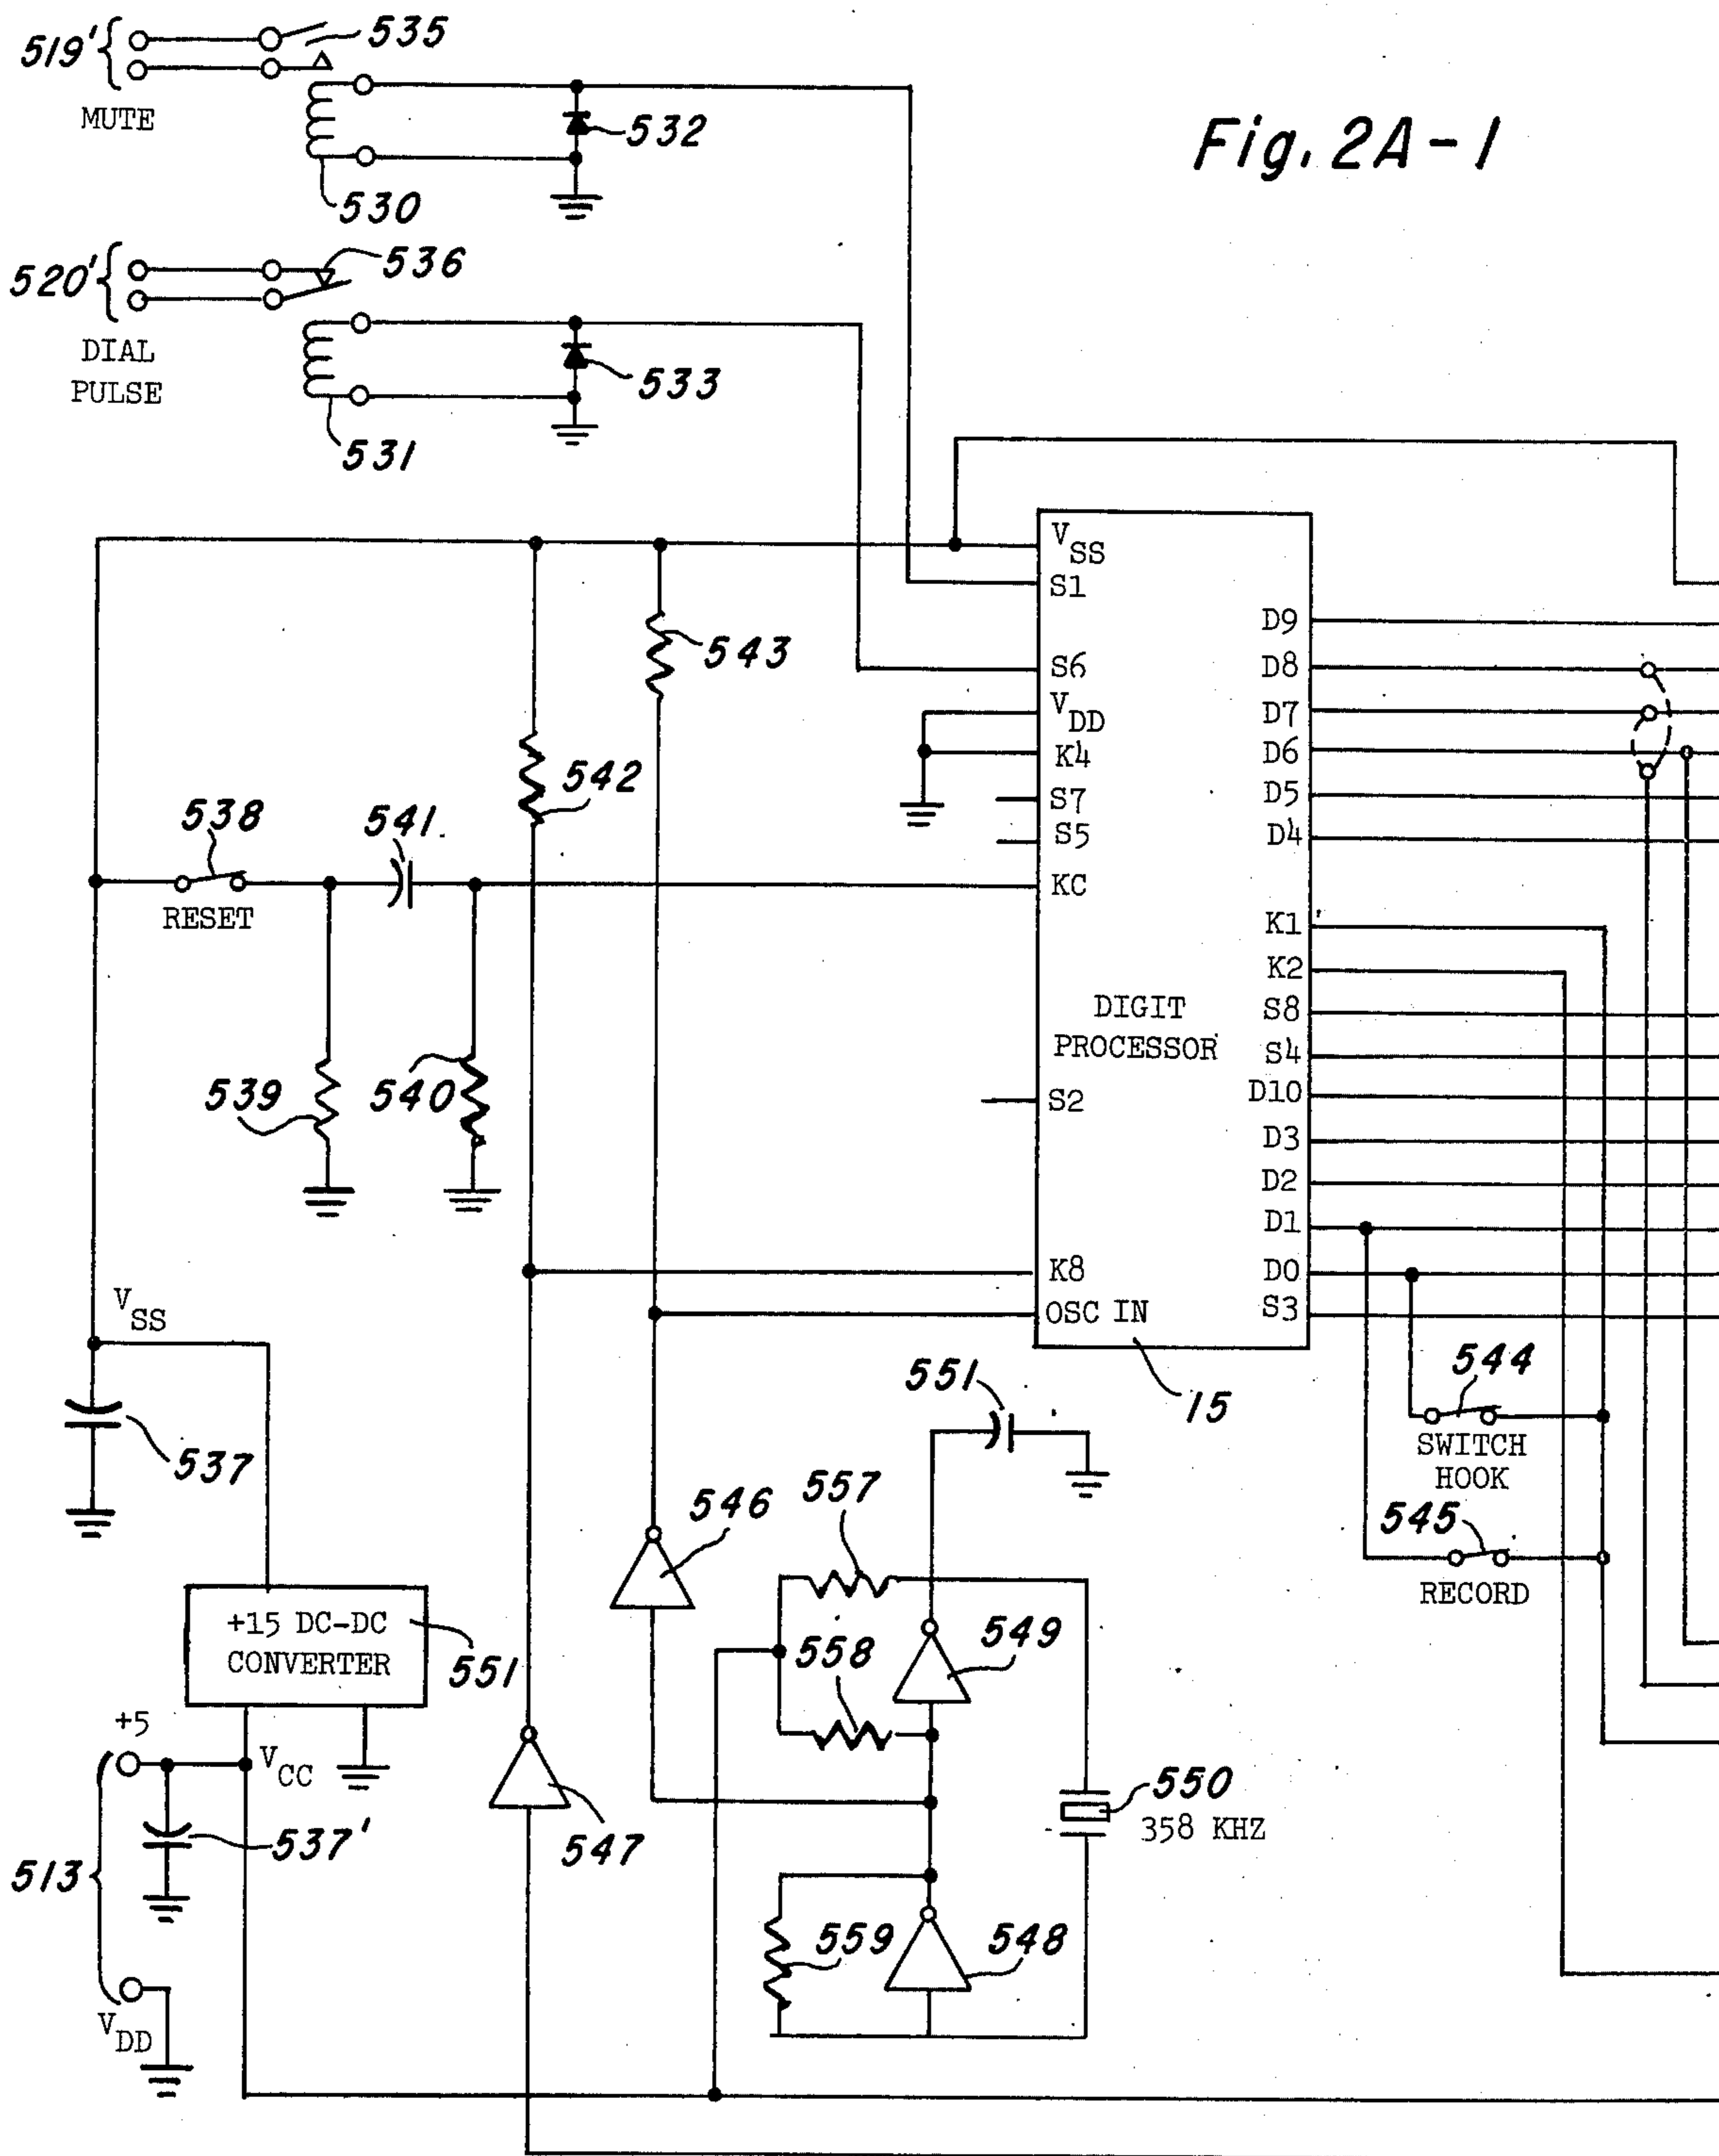 519'
535
MUTE
532
530
Fig. 2A-1
520'
536
DIAL
PULSE
533
531
VSS
S1
D9
543
S6
D8
VDD
D7
K4
D6
542
S7
D5
S5
D4
538
541
KC
RESET
K1
K2
DIGIT
PROCESSOR
S8
S4
539
540
S2
D10
D3
D2
D1
K8
D0
OSC IN
S3
VSS
15
544
SWITCH
HOOK
551
537
557
546
545
RECORD
+15 DC-DC
CONVERTER
551
558
549
+5
VCC
550
358 KHZ
513
537'
547
559
548
VDD